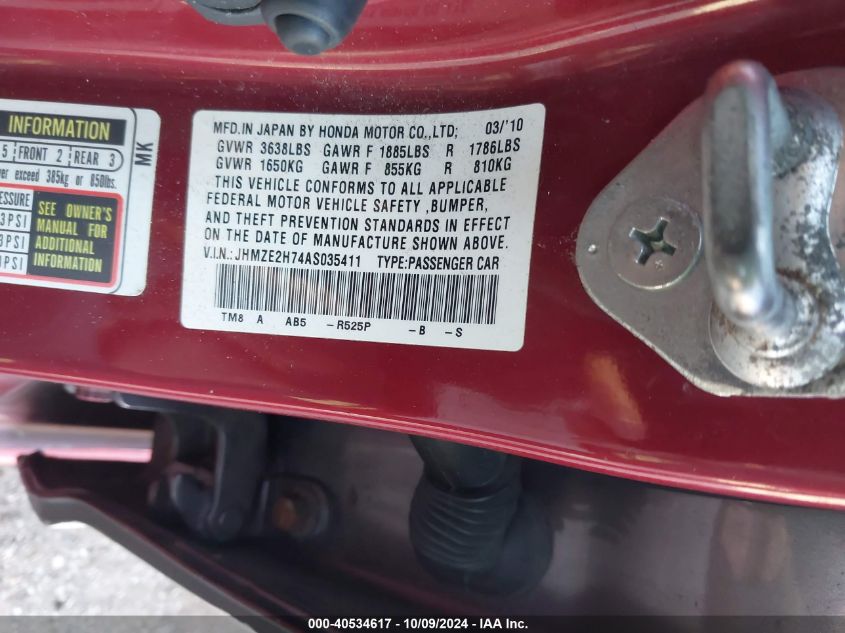 INFORMATION
5 FRONT 2 REAR 3
exceed 385kg or 850lbs.
SEE OWNER'S
3PSI MANUAL FOR
3PSI ADDITIONAL
PSI INFORMATION
MK
MFD.IN JAPAN BY HONDA MOTOR CO.,LTD; 03/'10
GVWR 3638LBS GAWR F 1885LBS R 1786LBS
GVWR 1650KG GAWR F 855KG R 810KG
THIS VEHICLE CONFORMS TO ALL APPLICABLE
FEDERAL MOTOR VEHICLE SAFETY ,BUMPER,
AND THEFT PREVENTION STANDARDS IN EFFECT
ON THE DATE OF MANUFACTURE SHOWN ABOVE.
V.I.N.:JHMZE2H74AS035411 TYPE:PASSENGER CAR
TM8 A AB5 -R525P -B -S
000-40534617 - 10/09/2024 - IAA Inc.